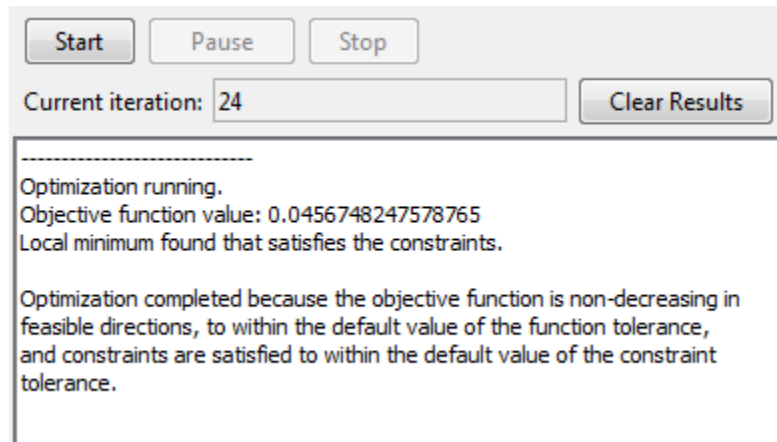 Start Pause Stop
Current iteration: 24 Clear Results
------------------------------
Optimization running.
Objective function value: 0.0456748247578765
Local minimum found that satisfies the constraints.
Optimization completed because the objective function is non-decreasing in
feasible directions, to within the default value of the function tolerance,
and constraints are satisfied to within the default value of the constraint
tolerance.